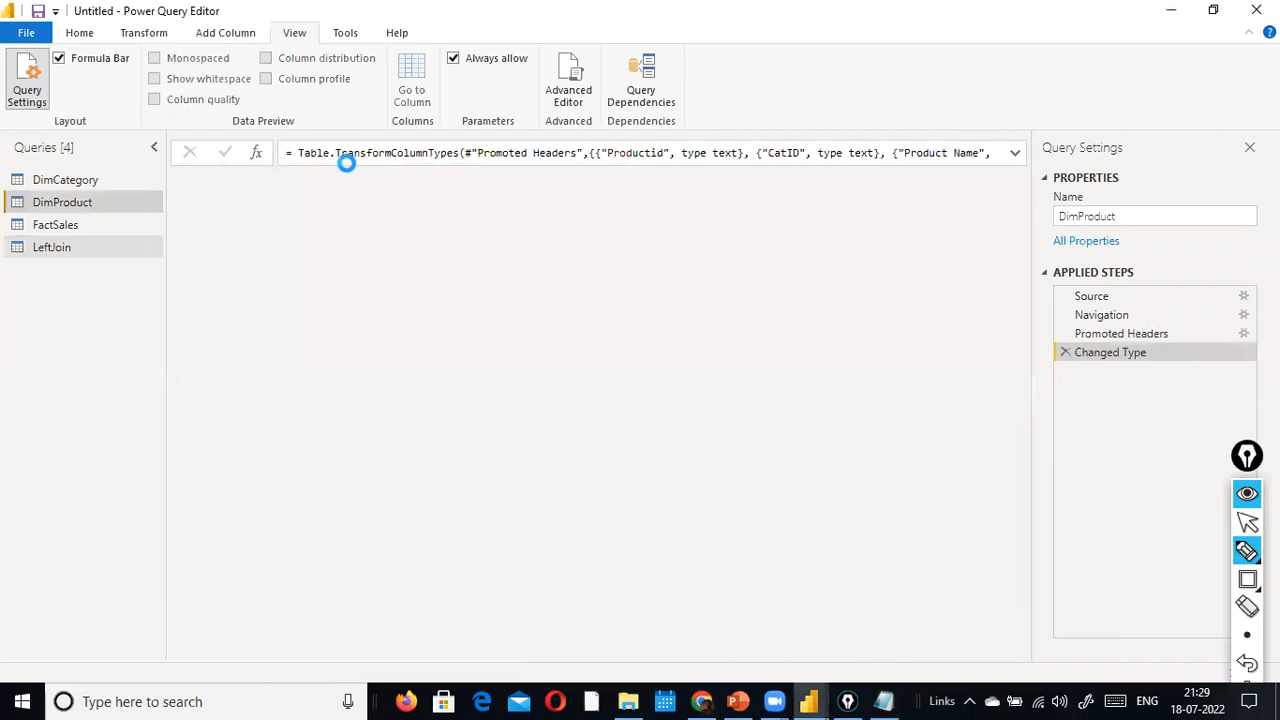 Untitled - Power Query Editor
File Home Transform Add Column View Tools Help
Query Settings
Formula Bar
Layout
Monospaced
Show whitespace
Column quality
Column distribution
Column profile
Data Preview
Go to Column
Columns
Always allow
Parameters
Advanced Editor
Advanced
Query Dependencies
Dependencies
Queries [4]
DimCategory
DimProduct
FactSales
LeftJoin
fx
= Table.TransformColumnTypes(#"Promoted Headers",{{"Productid", type text}, {"CatID", type text}, {"Product Name",
Query Settings
PROPERTIES
Name
DimProduct
All Properties
APPLIED STEPS
Source
Navigation
Promoted Headers
Changed Type
Type here to search
Links
ENG
21:29
18-07-2022